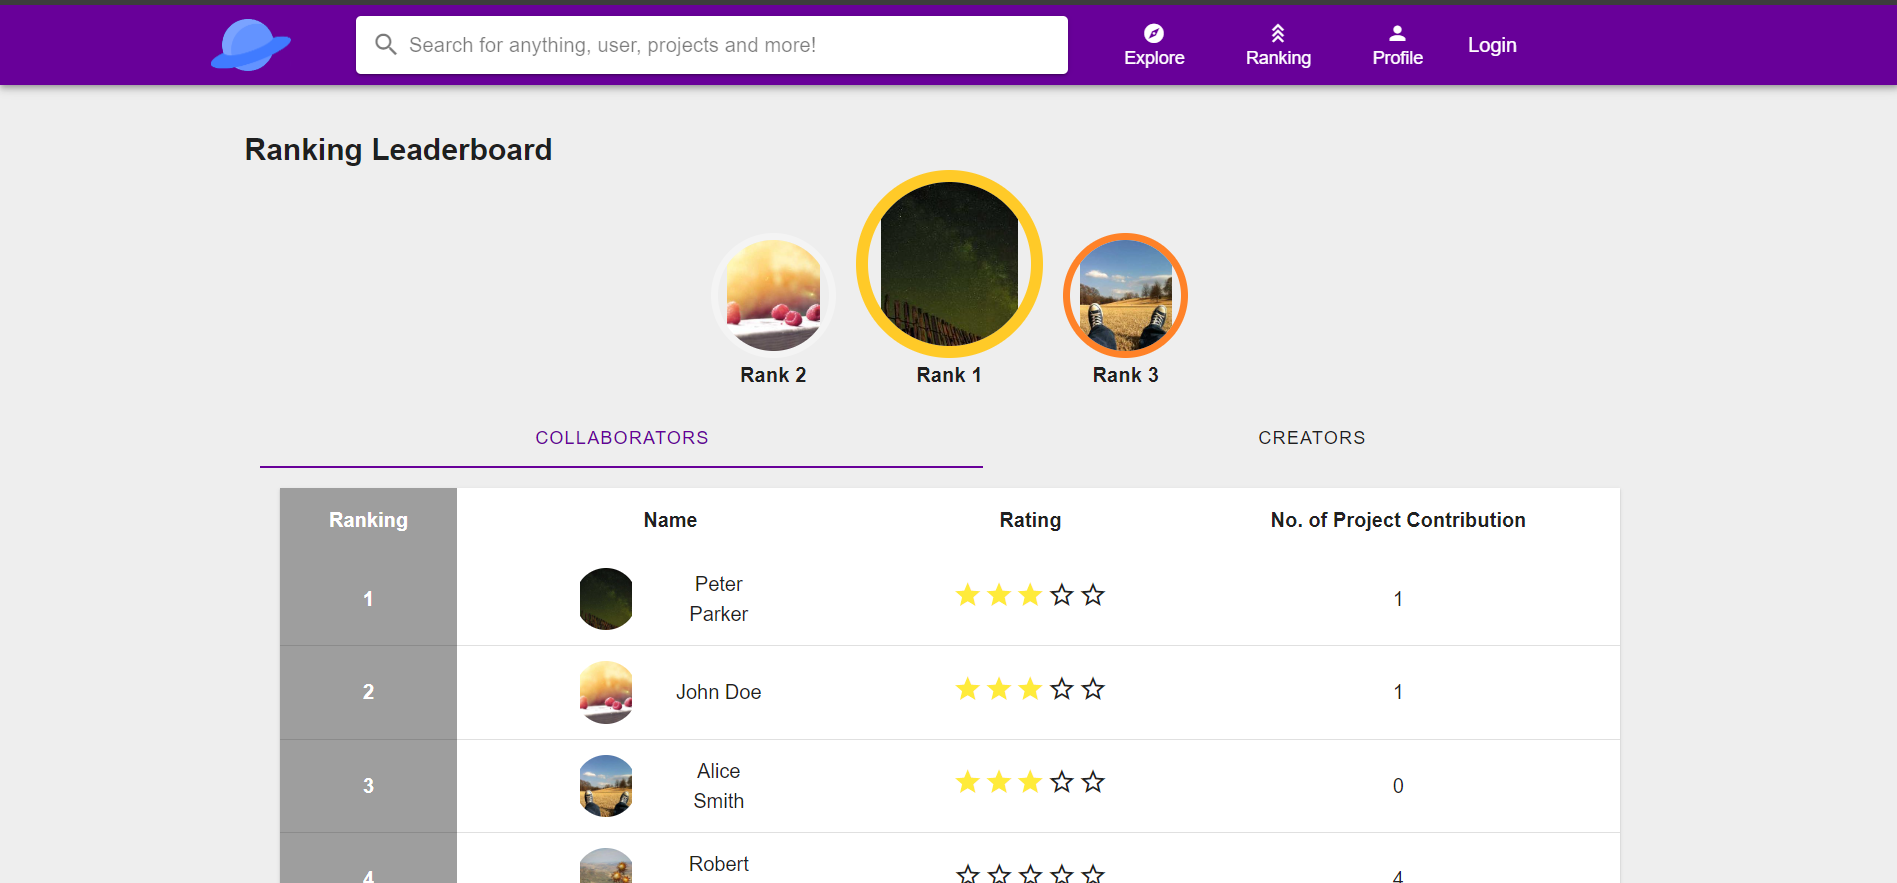 Search for anything, user, projects and more!
Explore
Ranking
Profile
Login
Ranking Leaderboard
Rank 2
Rank 1
Rank 3
COLLABORATORS
CREATORS
Ranking
Name
Rating
No. of Project Contribution
1
Peter
Parker
1
2
John Doe
1
3
Alice
Smith
0
4
Robert
4